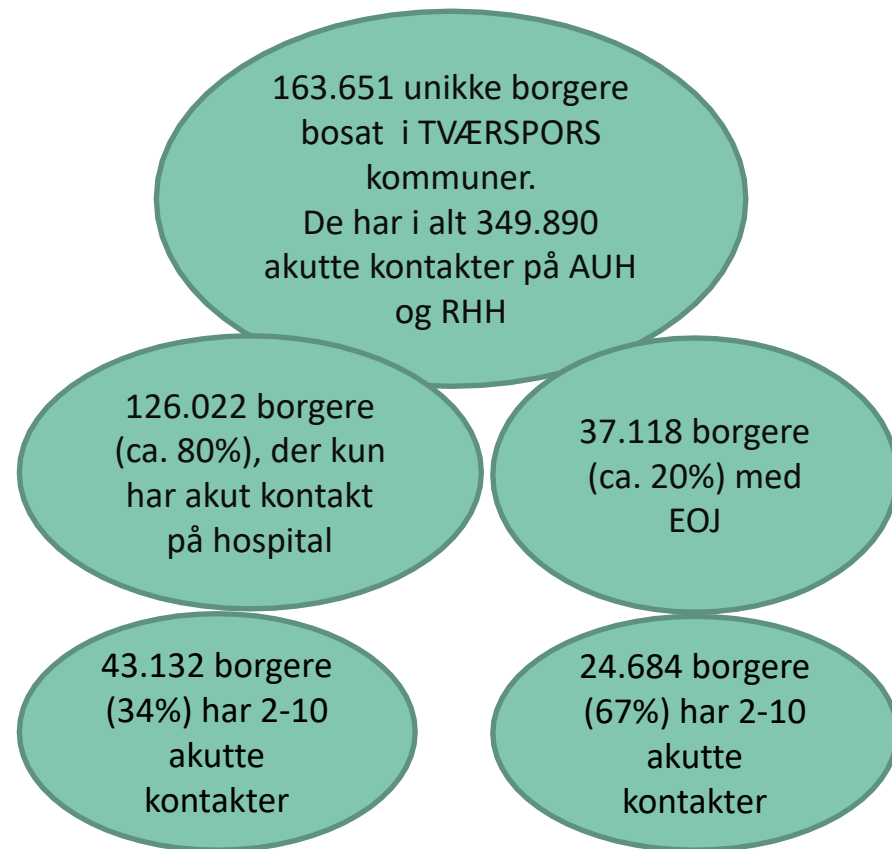 163.651 unikke borgere
bosat i TVÆRSPORS
kommuner.
De har i alt 349.890
akutte kontakter på AUH
og RHH
126.022 borgere
(ca. 80%), der kun
har akut kontakt
på hospital
37.118 borgere
(ca. 20%) med
EOJ
43.132 borgere
(34%) har 2-10
akutte
kontakter
24.684 borgere
(67%) har 2-10
akutte
kontakter